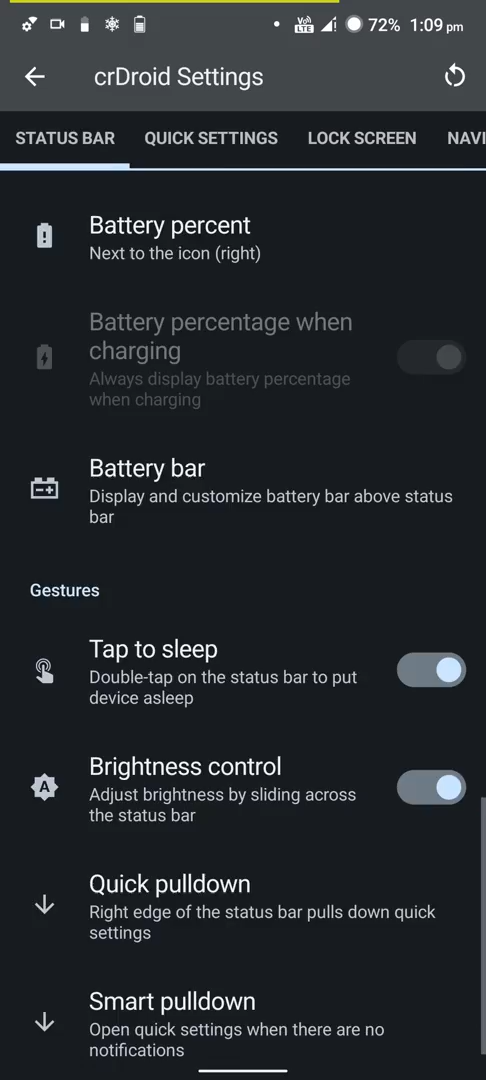 Vo)
LTE
72%
1:09 pm
crDroid Settings
STATUS BAR
QUICK SETTINGS
LOCK SCREEN
NAVI
Battery percent
Next to the icon (right)
Battery percentage when
charging
Always display battery percentage
when charging
Battery bar
Display and customize battery bar above status
bar
Gestures
Tap to sleep
Double-tap on the status bar to put
device asleep
A
Brightness control
Adjust brightness by sliding across
the status bar
Quick pulldown
Right edge of the status bar pulls down quick
settings
Smart pulldown
Open quick settings when there are no
notifications